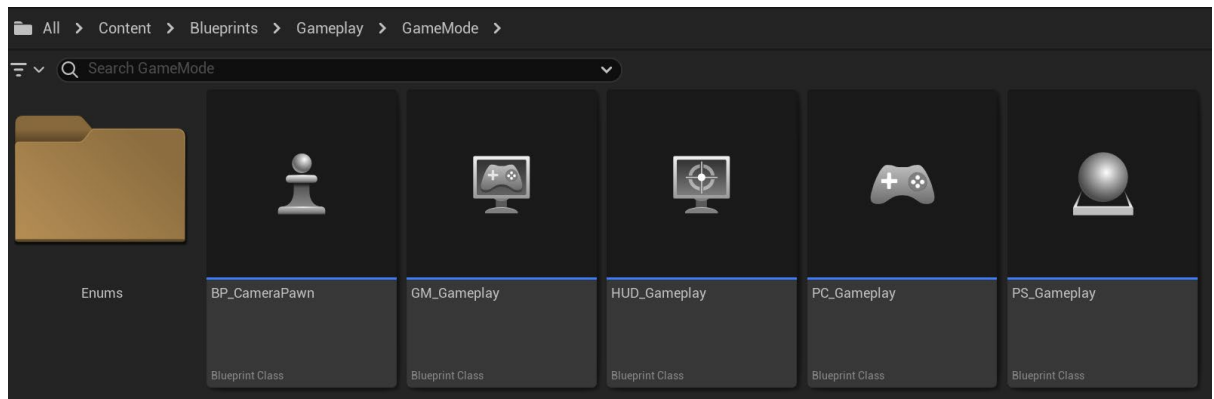 All > Content > Blueprints > Gameplay > GameMode >
Search GameMode
Enums
BP_CameraPawn
Blueprint Class
GM_Gameplay
Blueprint Class
HUD_Gameplay
Blueprint Class
PC_Gameplay
Blueprint Class
PS_Gameplay
Blueprint Class